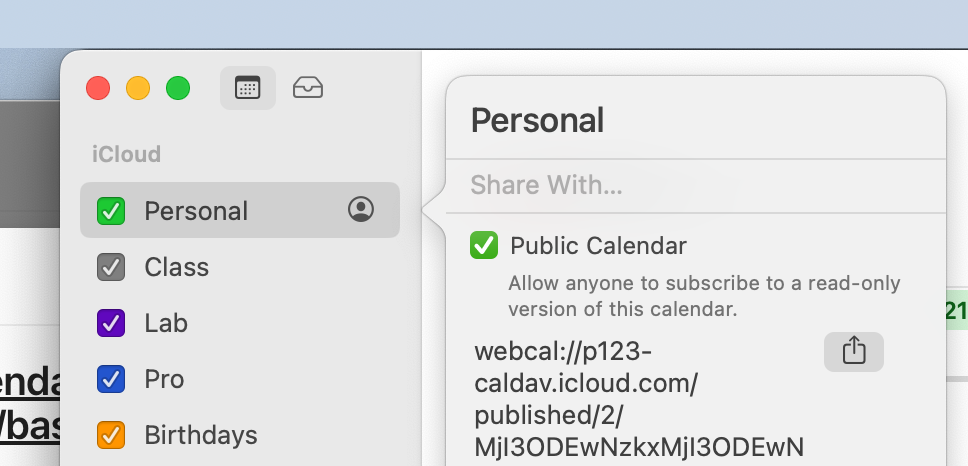 iCloud
Personal
Class
Lab
Pro
Birthdays
Personal
Share With...
Public Calendar
Allow anyone to subscribe to a read-only
version of this calendar.
webcal://p123-
caldav.icloud.com/
published/2/
MjI3ODEwNzkxMjI3ODEwN
21
enda
/bas